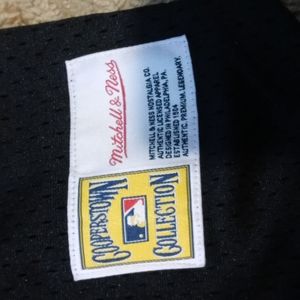 Mitchell & Ness
MITCHELL & NESS NOSTALGIA CO.
AUTHENTIC LICENSED APPAREL
DESIGNED IN PHILADELPHIA, PA.
ESTABLISHED 1904
AUTHENTIC. PREMIUM. LEGENDARY.
COOPERSTOWN
COLLECTION